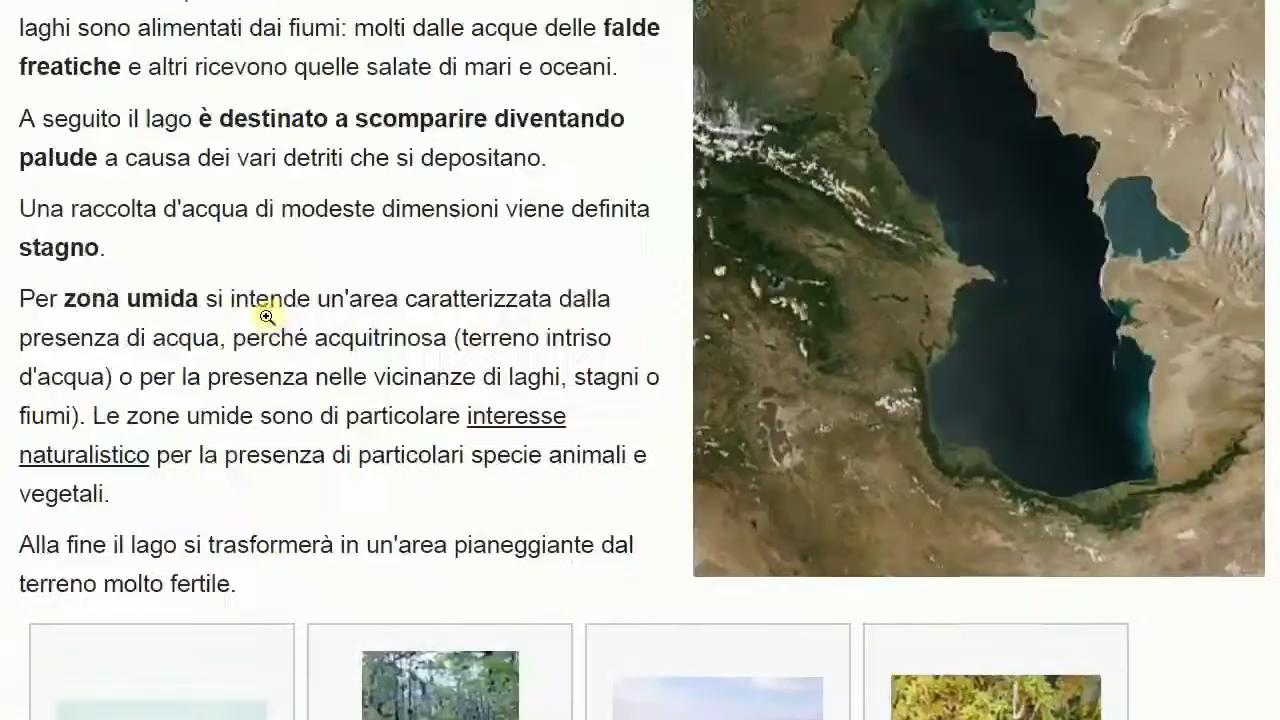 laghi sono alimentati dai fiumi: molti dalle acque delle falde
freatiche e altri ricevono quelle salate di mari e oceani.
A seguito il lago è destinato a scomparire diventando
palude a causa dei vari detriti che si depositano.
Una raccolta d'acqua di modeste dimensioni viene definita
stagno.
Per zona umida si intende un'area caratterizzata dalla
presenza di acqua, perché acquitrinosa (terreno intriso
d'acqua) o per la presenza nelle vicinanze di laghi, stagni o
fiumi). Le zone umide sono di particolare interesse
naturalistico per la presenza di particolari specie animali e
vegetali.
Alla fine il lago si trasformerà in un'area pianeggiante dal
terreno molto fertile.